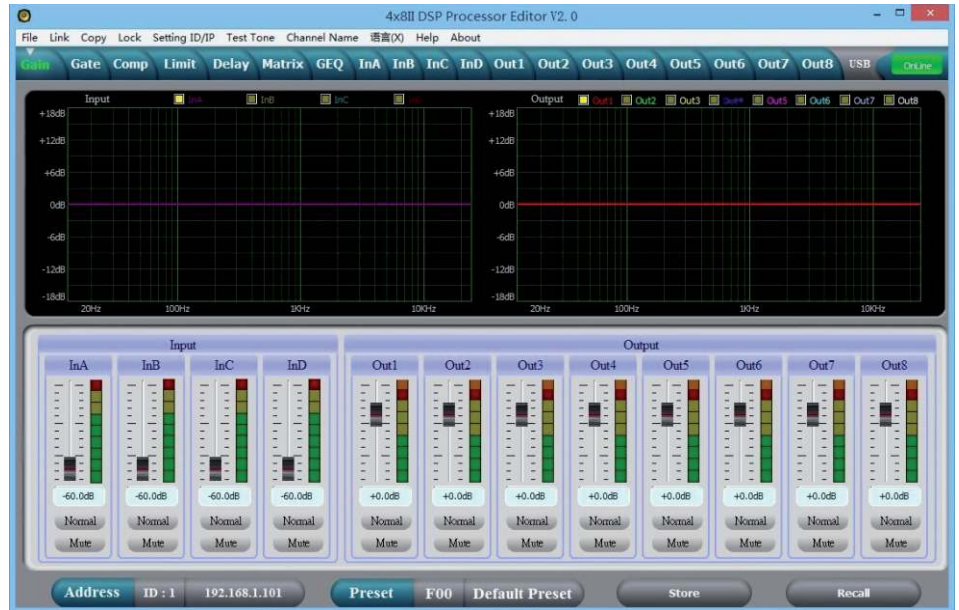 4x8II DSP Processor Editor V2. 0
File Link Copy Lock Setting ID/IP Test Tone Channel Name 语言(X) Help About
Gain Gate Comp Limit Delay Matrix GEQ InA InB InC InD Out1 Out2 Out3 Out4 Out5 Out6 Out7 Out8 USB OnLine
Input InA InB InC Output Out1 Out2 Out3 Out4 Out5 Out6 Out7 Out8
+18dB +18dB
+12dB +12dB
+6dB +6dB
0dB 0dB
-6dB -6dB
-12dB -12dB
-18dB -18dB
20Hz 100Hz 1KHz 10KHz 20Hz 100Hz 1KHz 10KHz
Input Output
InA InB InC InD Out1 Out2 Out3 Out4 Out5 Out6 Out7 Out8
-60.0dB -60.0dB -60.0dB -60.0dB +0.0dB +0.0dB +0.0dB +0.0dB +0.0dB +0.0dB +0.0dB +0.0dB
Normal Normal Normal Normal Normal Normal Normal Normal Normal Normal Normal Normal
Mute Mute Mute Mute Mute Mute Mute Mute Mute Mute Mute Mute
Address ID : 1 192.168.1.101 Preset F00 Default Preset Store Recall